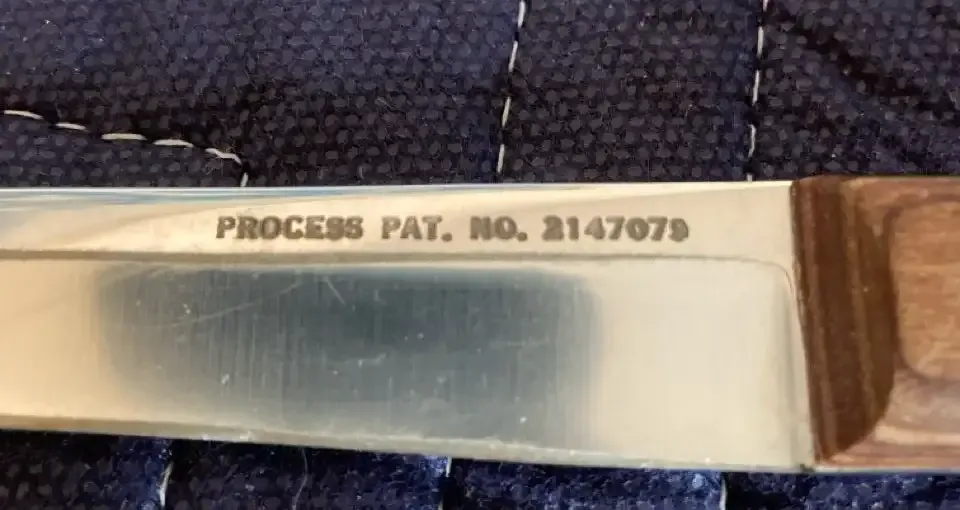 PROCESS PAT. NO. 2147079